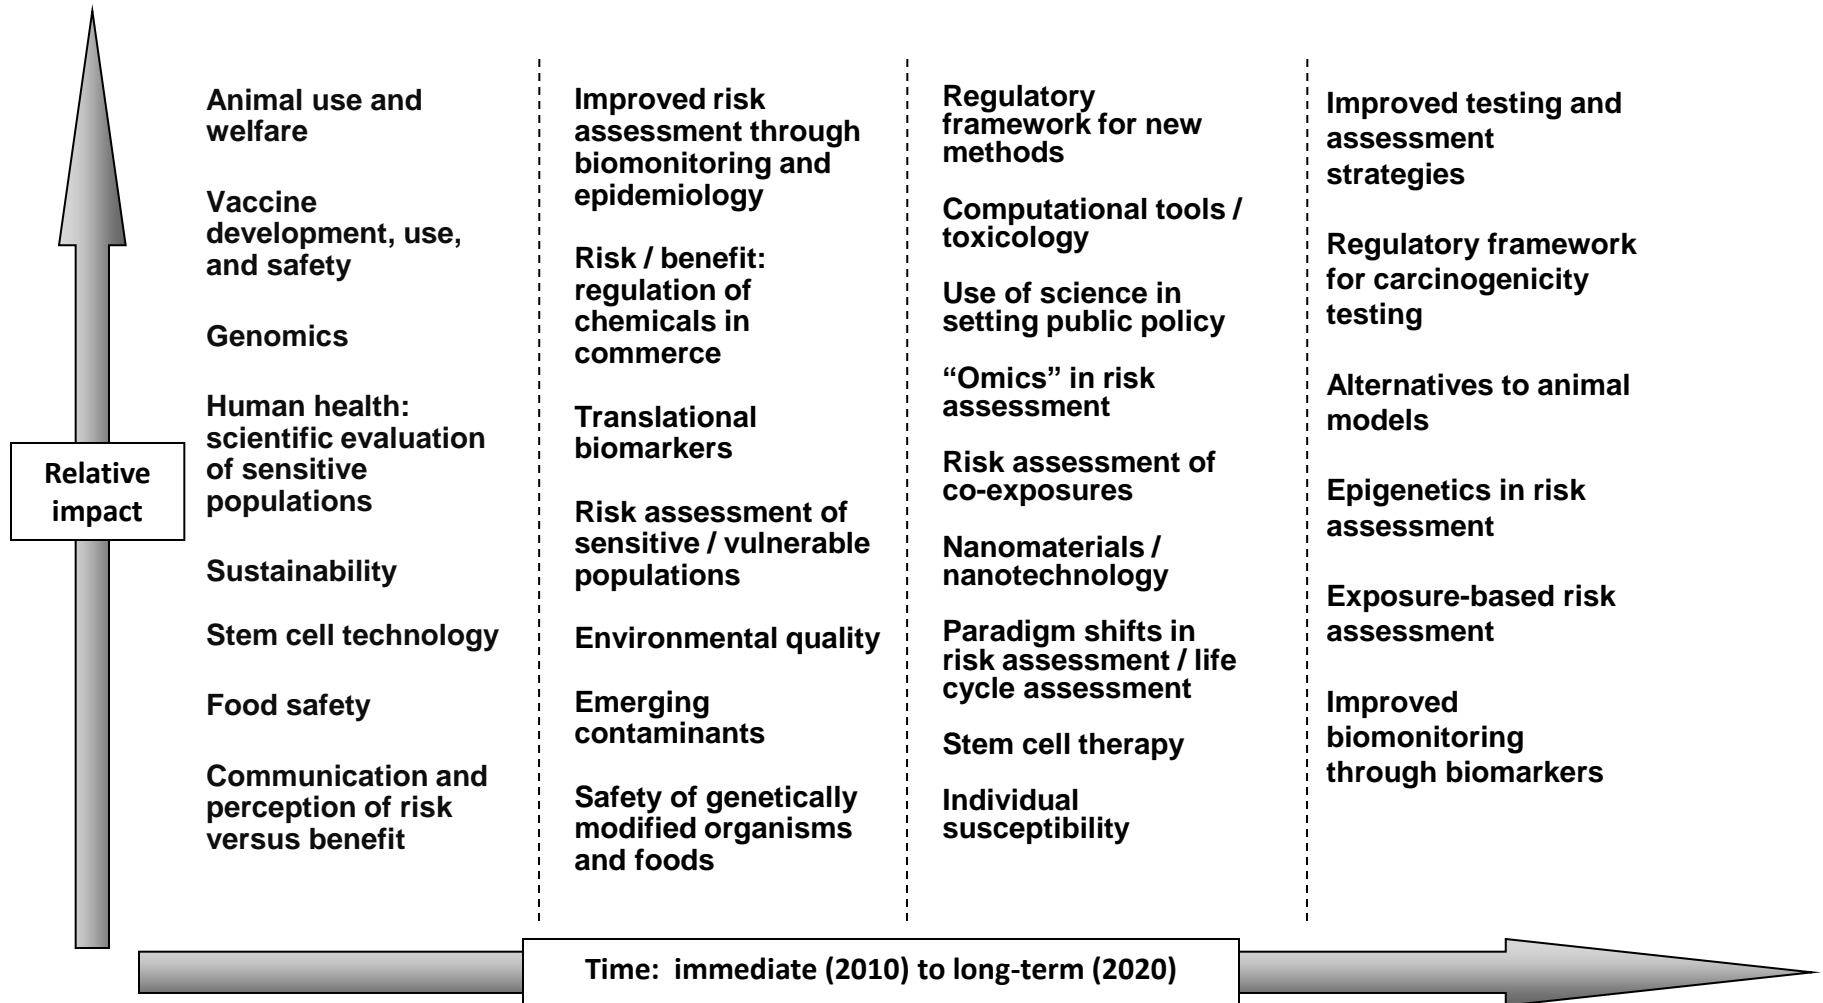 Relative
impact
Animal use and
welfare
Vaccine
development, use,
and safety
Genomics
Human health:
scientific evaluation
of sensitive
populations
Sustainability
Stem cell technology
Food safety
Communication and
perception of risk
versus benefit
Improved risk
assessment through
biomonitoring and
epidemiology
Risk / benefit:
regulation of
chemicals in
commerce
Translational
biomarkers
Risk assessment of
sensitive / vulnerable
populations
Environmental quality
Emerging
contaminants
Safety of genetically
modified organisms
and foods
Regulatory
framework for new
methods
Computational tools /
toxicology
Use of science in
setting public policy
“Omics” in risk
assessment
Risk assessment of
co-exposures
Nanomaterials /
nanotechnology
Paradigm shifts in
risk assessment / life
cycle assessment
Stem cell therapy
Individual
susceptibility
Improved testing and
assessment
strategies
Regulatory framework
for carcinogenicity
testing
Alternatives to animal
models
Epigenetics in risk
assessment
Exposure-based risk
assessment
Improved
biomonitoring
through biomarkers
Time: immediate (2010) to long-term (2020)